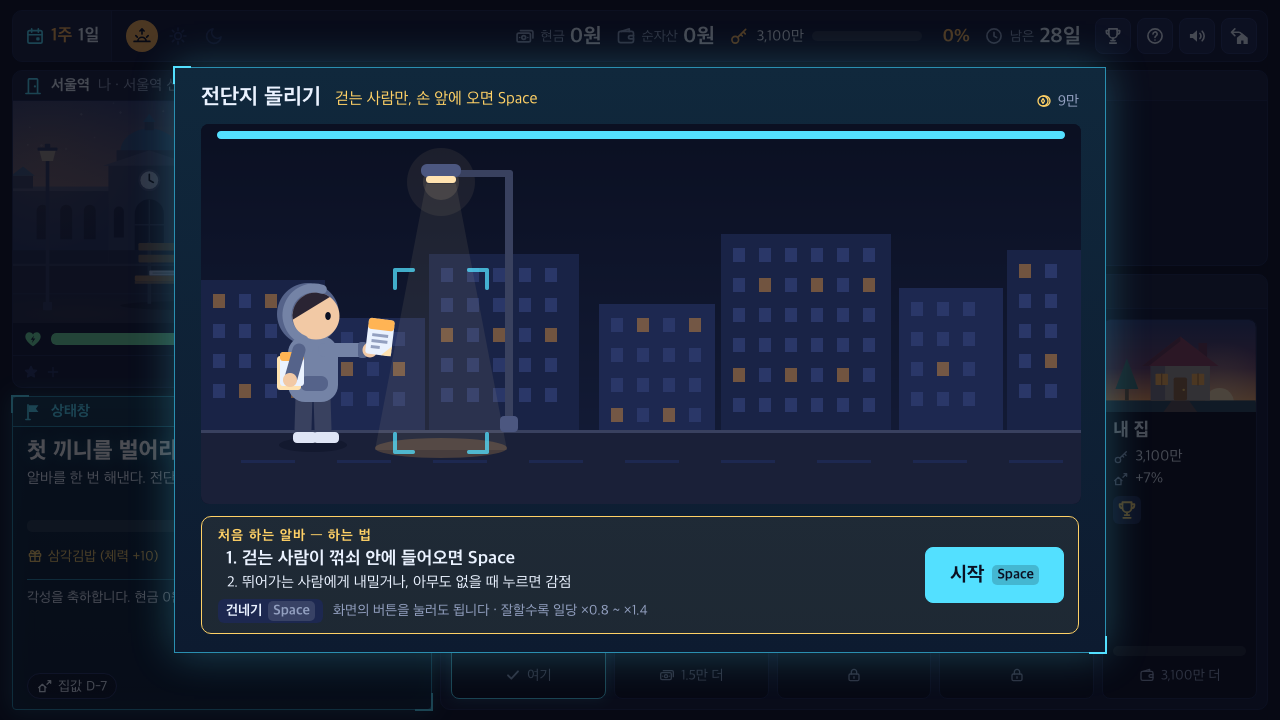 1주 1일
현금 0원
순자산 0원
3,100만
0%
남은 28일
서울역 나 · 서울역
전단지 돌리기
걷는 사람만, 손 앞에 오면 Space
9만
상태창
첫 끼니를 벌어라
알바를 한 번 해낸다. 전단
삼각김밥 (체력 +10)
각성을 축하합니다. 현금
집값 D-7
처음 하는 알바 — 하는 법
1. 걷는 사람이 꺾쇠 안에 들어오면 Space
2. 뛰어가는 사람에게 내밀거나, 아무도 없을 때 누르면 감점
건네기 Space 화면의 버튼을 눌러도 됩니다 · 잘할수록 일당 ×0.8 ~ ×1.4
시작 Space
내 집
3,100만
+7%
여기
1.5만 더
3,100만 더